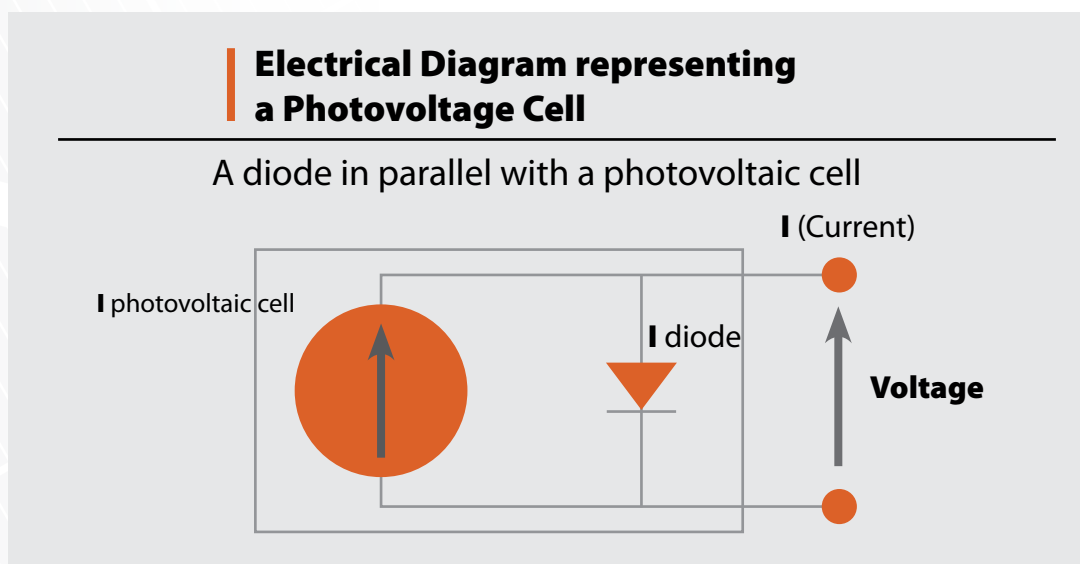 Electrical Diagram representing
a Photovoltage Cell
A diode in parallel with a photovoltaic cell
I (Current)
I photovoltaic cell
I diode
Voltage